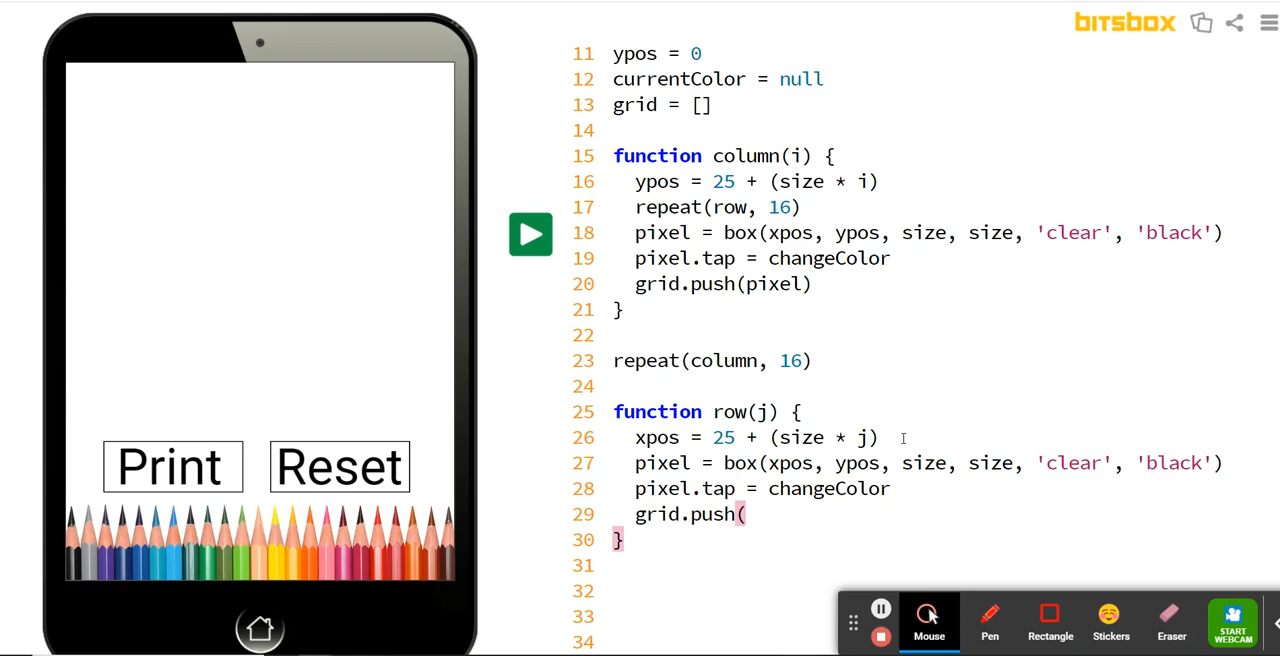 bitsbox
11 ypos = 0
12 currentColor = null
13 grid = []
14
15 function column(i) {
16 ypos = 25 + (size * i)
17 repeat(row, 16)
18 pixel = box(xpos, ypos, size, size, 'clear', 'black')
19 pixel.tap = changeColor
20 grid.push(pixel)
21 }
22
23 repeat(column, 16)
24
25 function row(j) {
26 xpos = 25 + (size * j)
27 pixel = box(xpos, ypos, size, size, 'clear', 'black')
28 pixel.tap = changeColor
29 grid.push(
30 }
31
32
33
34
Print
Reset
Mouse
Pen
Rectangle
Stickers
Eraser
START
WEBCAM